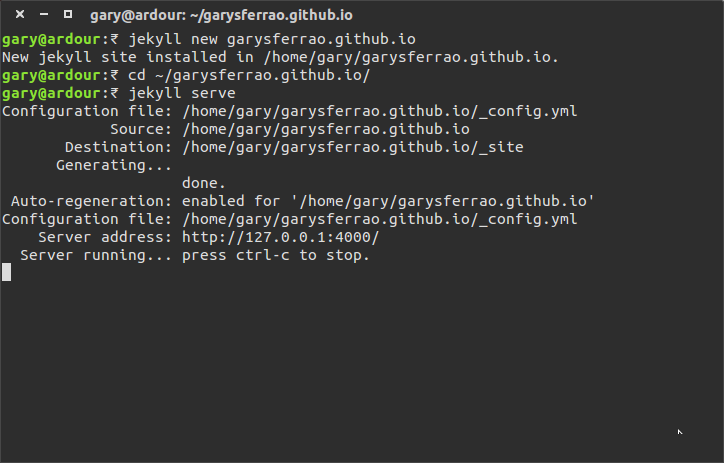 gary@ardour: ~/garysferrao.github.io
gary@ardour:₹ jekyll new garysferrao.github.io
New jekyll site installed in /home/gary/garysferrao.github.io.
gary@ardour:₹ cd ~/garysferrao.github.io/
gary@ardour:₹ jekyll serve
Configuration file: /home/gary/garysferrao.github.io/_config.yml
            Source: /home/gary/garysferrao.github.io
       Destination: /home/gary/garysferrao.github.io/_site
      Generating...
                    done.
 Auto-regeneration: enabled for '/home/gary/garysferrao.github.io'
Configuration file: /home/gary/garysferrao.github.io/_config.yml
    Server address: http://127.0.0.1:4000/
  Server running... press ctrl-c to stop.